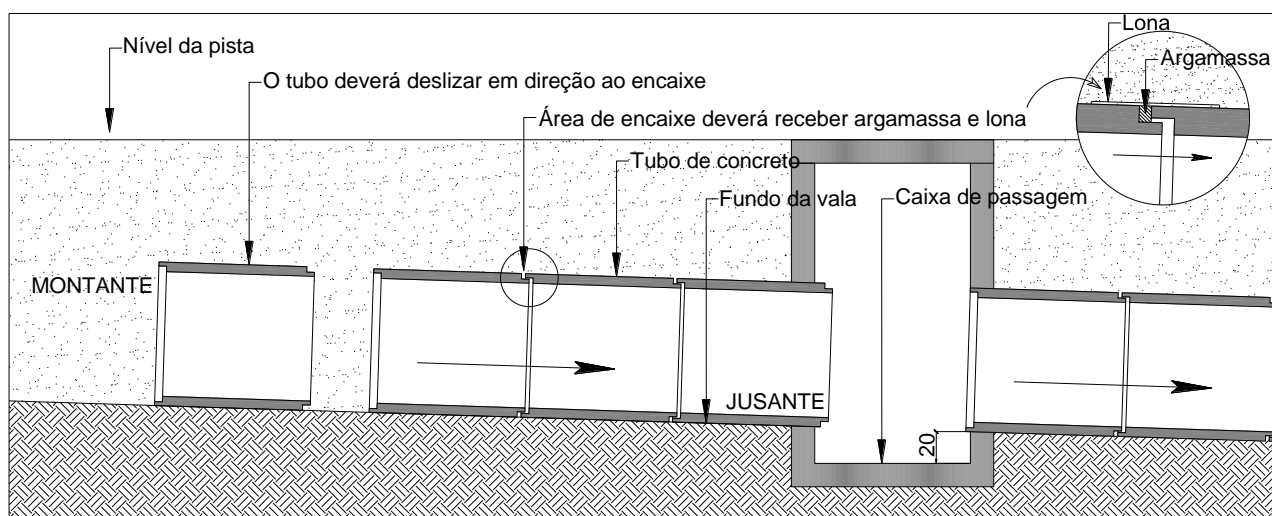 Lona
Nível da pista
Argamassa
O tubo deverá deslizar em direção ao encaixe
Área de encaixe deverá receber argamassa e lona
Tubo de concreto
Fundo da vala
Caixa de passagem
MONTANTE
JUSANTE
20